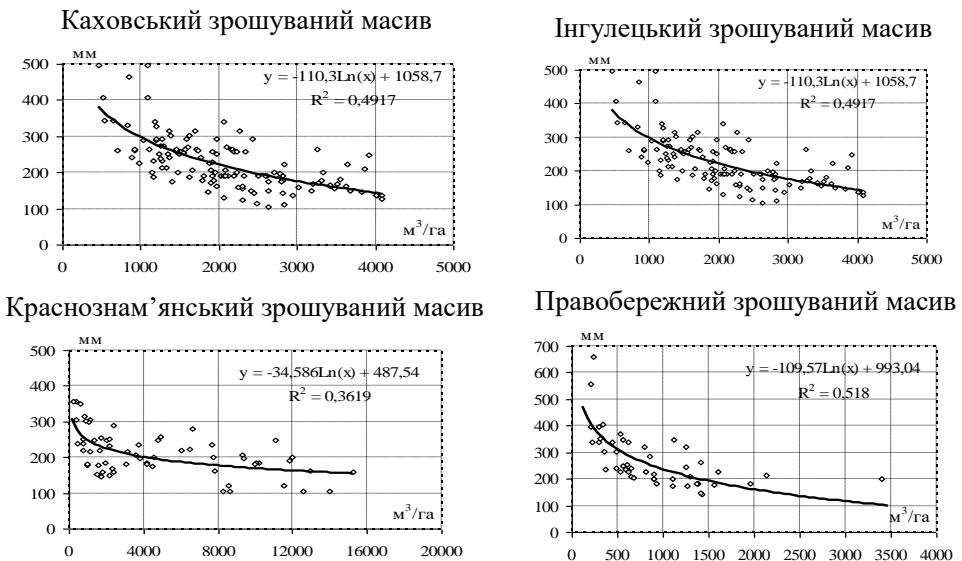 Каховський зрошуваний масив
мм
500
400
300
200
100
0
y = -110,3Ln(x) + 1058,7
R² = 0,4917
м³/га
0 1000 2000 3000 4000 5000
Інгулецький зрошуваний масив
мм
500
400
300
200
100
0
y = -110,3Ln(x) + 1058,7
R² = 0,4917
м³/га
0 1000 2000 3000 4000 5000
Краснознам’янський зрошуваний масив
мм
500
400
300
200
100
0
y = -34,586Ln(x) + 487,54
R² = 0,3619
м³/га
0 4000 8000 12000 16000 20000
Правобережний зрошуваний масив
мм
700
600
500
400
300
200
100
0
y = -109,57Ln(x) + 993,04
R² = 0,518
м³/га
0 500 1000 1500 2000 2500 3000 3500 4000